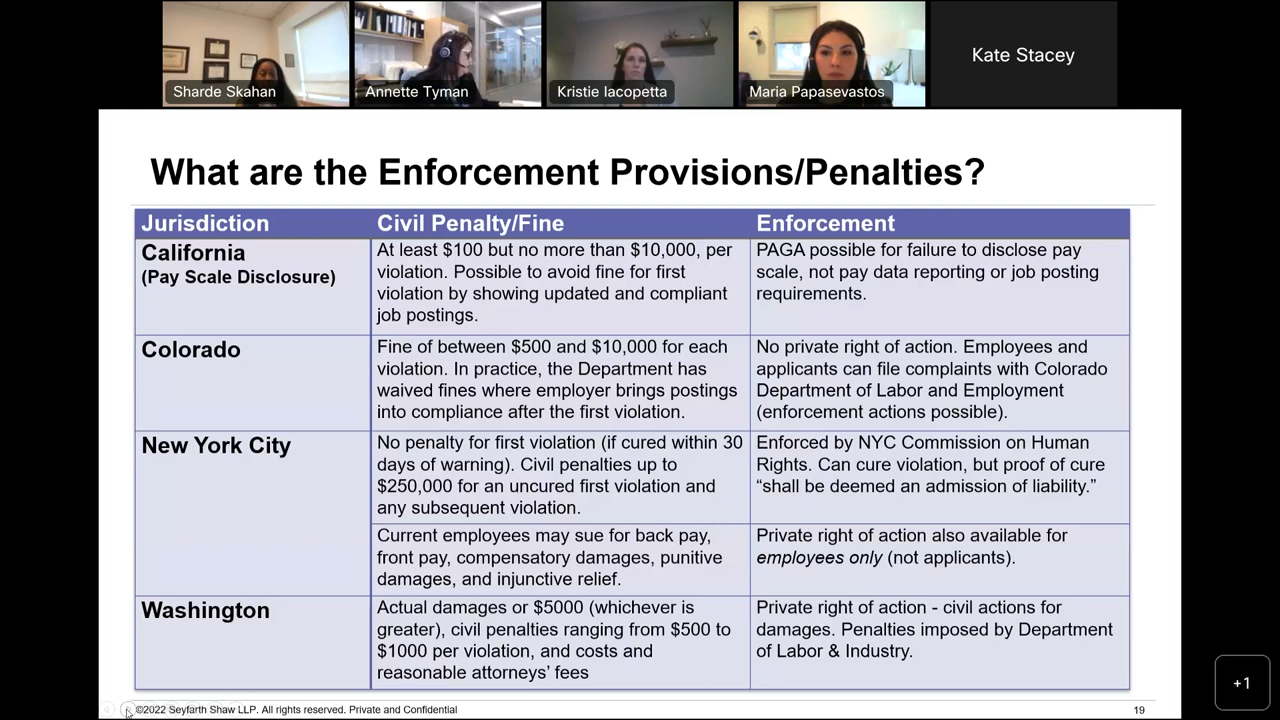 Sharde Skahan
Annette Tyman
Kristie Iacopetta
Maria Papasevastos
Kate Stacey
What are the Enforcement Provisions/Penalties?
Jurisdiction
Civil Penalty/Fine
Enforcement
California
(Pay Scale Disclosure)
At least $100 but no more than $10,000, per
violation. Possible to avoid fine for first
violation by showing updated and compliant
job postings.
PAGA possible for failure to disclose pay
scale, not pay data reporting or job posting
requirements.
Colorado
Fine of between $500 and $10,000 for each
violation. In practice, the Department has
waived fines where employer brings postings
into compliance after the first violation.
No private right of action. Employees and
applicants can file complaints with Colorado
Department of Labor and Employment
(enforcement actions possible).
New York City
No penalty for first violation (if cured within 30
days of warning). Civil penalties up to
$250,000 for an uncured first violation and
any subsequent violation.
Enforced by NYC Commission on Human
Rights. Can cure violation, but proof of cure
“shall be deemed an admission of liability.”
Current employees may sue for back pay,
front pay, compensatory damages, punitive
damages, and injunctive relief.
Private right of action also available for
employees only (not applicants).
Washington
Actual damages or $5000 (whichever is
greater), civil penalties ranging from $500 to
$1000 per violation, and costs and
reasonable attorneys’ fees
Private right of action - civil actions for
damages. Penalties imposed by Department
of Labor & Industry.
©2022 Seyfarth Shaw LLP. All rights reserved. Private and Confidential
19
+1